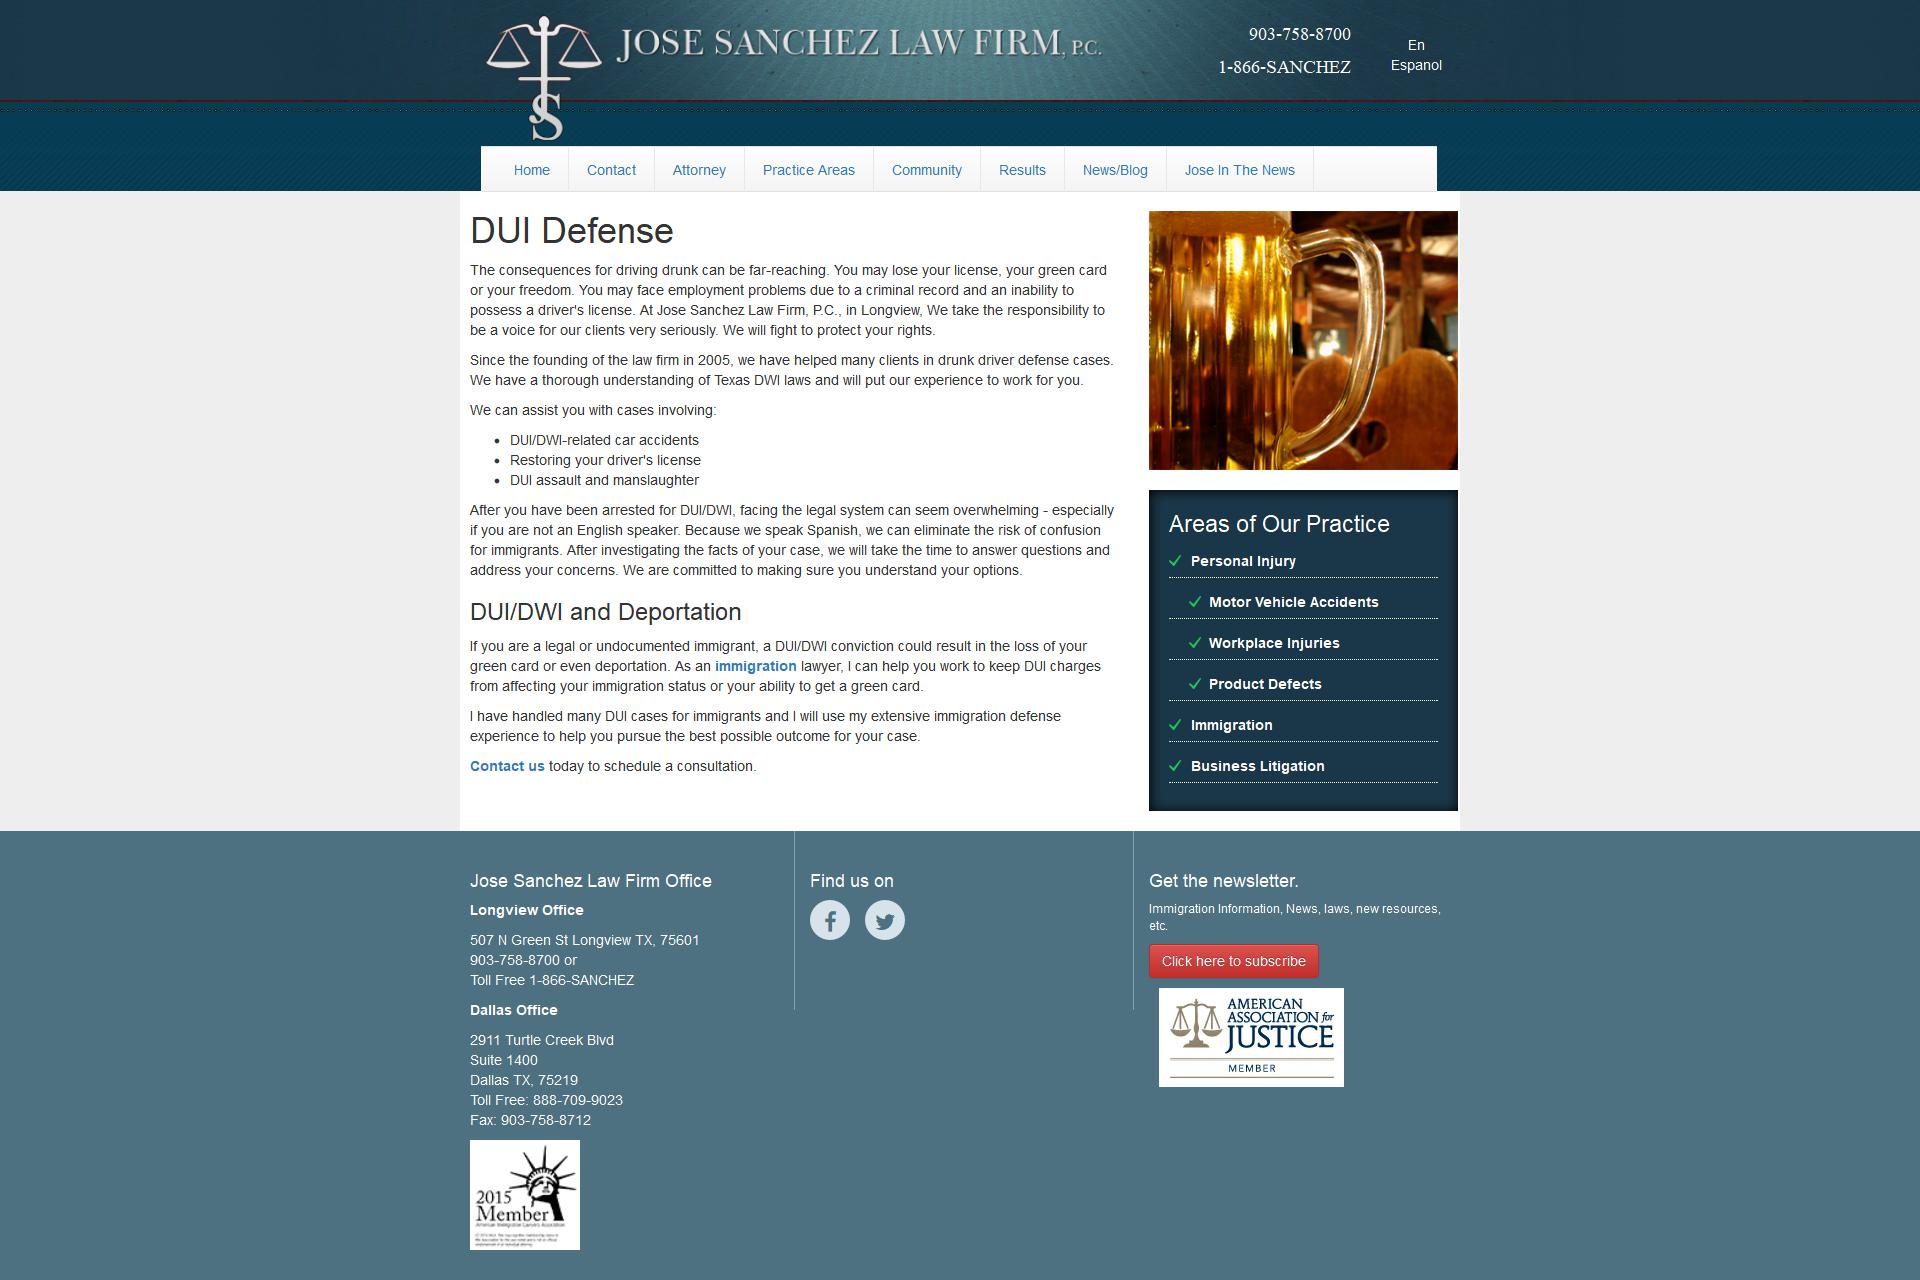 JOSE SANCHEZ LAW FIRM, P.C.
JS
903-758-8700
1-866-SANCHEZ
En
Espanol
Home
Contact
Attorney
Practice Areas
Community
Results
News/Blog
Jose In The News
DUI Defense
The consequences for driving drunk can be far-reaching. You may lose your license, your green card
or your freedom. You may face employment problems due to a criminal record and an inability to
possess a driver's license. At Jose Sanchez Law Firm, P.C., in Longview, We take the responsibility to
be a voice for our clients very seriously. We will fight to protect your rights.
Since the founding of the law firm in 2005, we have helped many clients in drunk driver defense cases.
We have a thorough understanding of Texas DWI laws and will put our experience to work for you.
We can assist you with cases involving:
• DUI/DWI-related car accidents
• Restoring your driver's license
• DUI assault and manslaughter
After you have been arrested for DUI/DWI, facing the legal system can seem overwhelming - especially
if you are not an English speaker. Because we speak Spanish, we can eliminate the risk of confusion
for immigrants. After investigating the facts of your case, we will take the time to answer questions and
address your concerns. We are committed to making sure you understand your options.
DUI/DWI and Deportation
If you are a legal or undocumented immigrant, a DUI/DWI conviction could result in the loss of your
green card or even deportation. As an immigration lawyer, I can help you work to keep DUI charges
from affecting your immigration status or your ability to get a green card.
I have handled many DUI cases for immigrants and I will use my extensive immigration defense
experience to help you pursue the best possible outcome for your case.
Contact us today to schedule a consultation.
Areas of Our Practice
Personal Injury
Motor Vehicle Accidents
Workplace Injuries
Product Defects
Immigration
Business Litigation
Jose Sanchez Law Firm Office
Longview Office
507 N Green St Longview TX, 75601
903-758-8700 or
Toll Free 1-866-SANCHEZ
Dallas Office
2911 Turtle Creek Blvd
Suite 1400
Dallas TX, 75219
Toll Free: 888-709-9023
Fax: 903-758-8712
2015
Member
American Immigration Lawyers Association
Find us on
Get the newsletter.
Immigration Information, News, laws, new resources,
etc.
Click here to subscribe
AMERICAN
ASSOCIATION for
JUSTICE
MEMBER